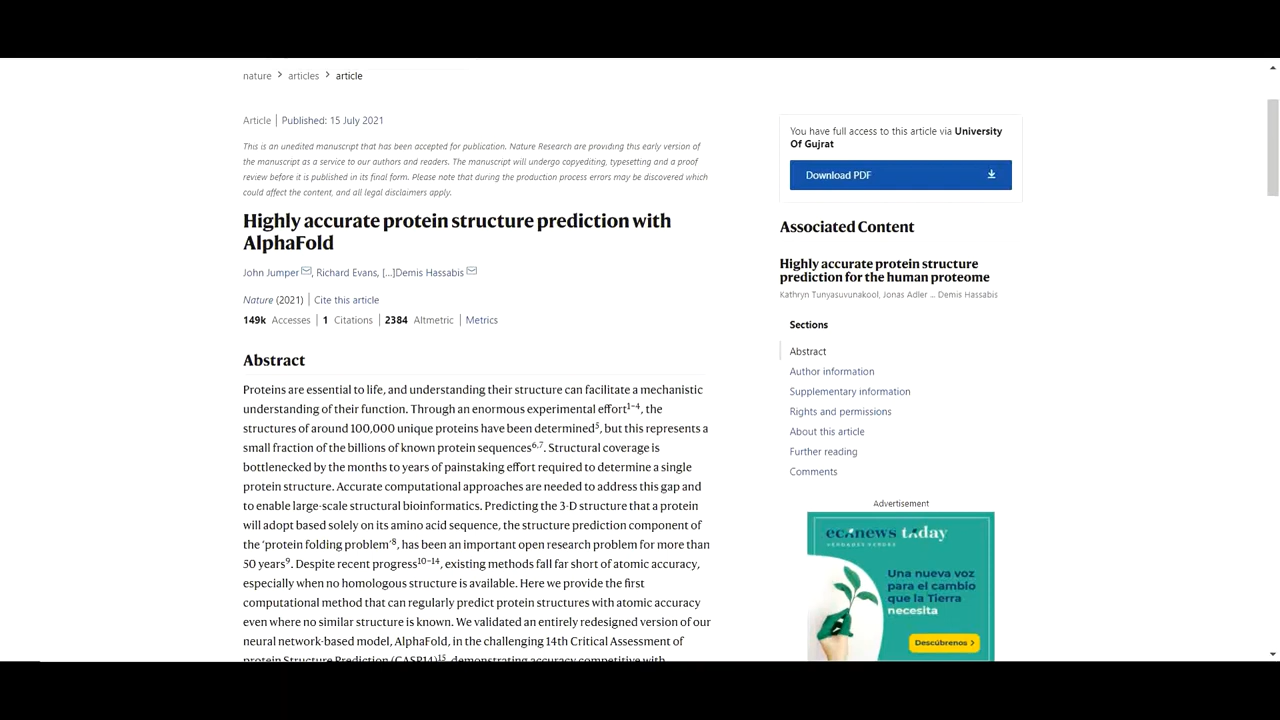 nature > articles > article
Article | Published: 15 July 2021
This is an unedited manuscript that has been accepted for publication. Nature Research are providing this early version of
the manuscript as a service to our authors and readers. The manuscript will undergo copyediting, typesetting and a proof
review before it is published in its final form. Please note that during the production process errors may be discovered which
could affect the content, and all legal disclaimers apply.
Highly accurate protein structure prediction with
AlphaFold
John Jumper, Richard Evans, [...]Demis Hassabis
Nature (2021) | Cite this article
149k Accesses | 1 Citations | 2384 Altmetric | Metrics
Abstract
Proteins are essential to life, and understanding their structure can facilitate a mechanistic
understanding of their function. Through an enormous experimental effort1–4, the
structures of around 100,000 unique proteins have been determined5, but this represents a
small fraction of the billions of known protein sequences6,7. Structural coverage is
bottlenecked by the months to years of painstaking effort required to determine a single
protein structure. Accurate computational approaches are needed to address this gap and
to enable large-scale structural bioinformatics. Predicting the 3-D structure that a protein
will adopt based solely on its amino acid sequence, the structure prediction component of
the ‘protein folding problem’8, has been an important open research problem for more than
50 years9. Despite recent progress10–14, existing methods fall far short of atomic accuracy,
especially when no homologous structure is available. Here we provide the first
computational method that can regularly predict protein structures with atomic accuracy
even where no similar structure is known. We validated an entirely redesigned version of our
neural network-based model, AlphaFold, in the challenging 14th Critical Assessment of
protein Structure Prediction (CASP14)15, demonstrating accuracy competitive with
You have full access to this article via University
Of Gujrat
Download PDF
Associated Content
Highly accurate protein structure
prediction for the human proteome
Kathryn Tunyasuvunakool, Jonas Adler ... Demis Hassabis
Sections
Abstract
Author information
Supplementary information
Rights and permissions
About this article
Further reading
Comments
Advertisement
ecanews today
VERDADES VERDES
Una nueva voz
para el cambio
que la Tierra
necesita
Descúbrenos >